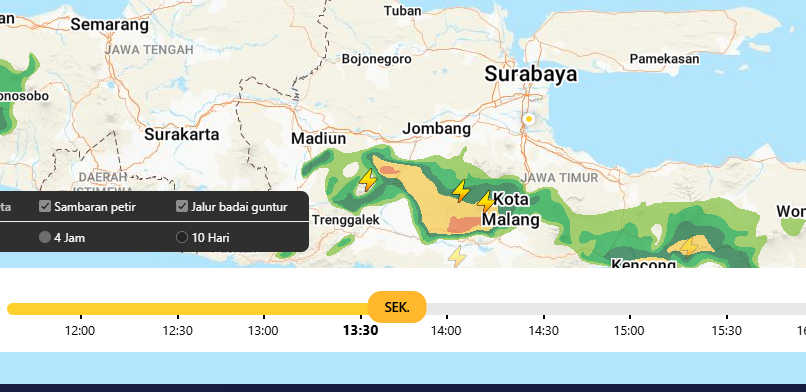 an
Semarang
Tuban
JAWA TENGAH
Bojonegoro
Pamekasan
Surabaya
onosobo
Surakarta
Madiun
Jombang
DAERAH
ISTIMEWA
JAWA TIMUR
ta
Sambaran petir
Jalur badai guntur
Kota
Malang
Won
Trenggalek
4 Jam
10 Hari
Kencong
SEK.
12:00
12:30
13:00
13:30
14:00
14:30
15:00
15:30
16